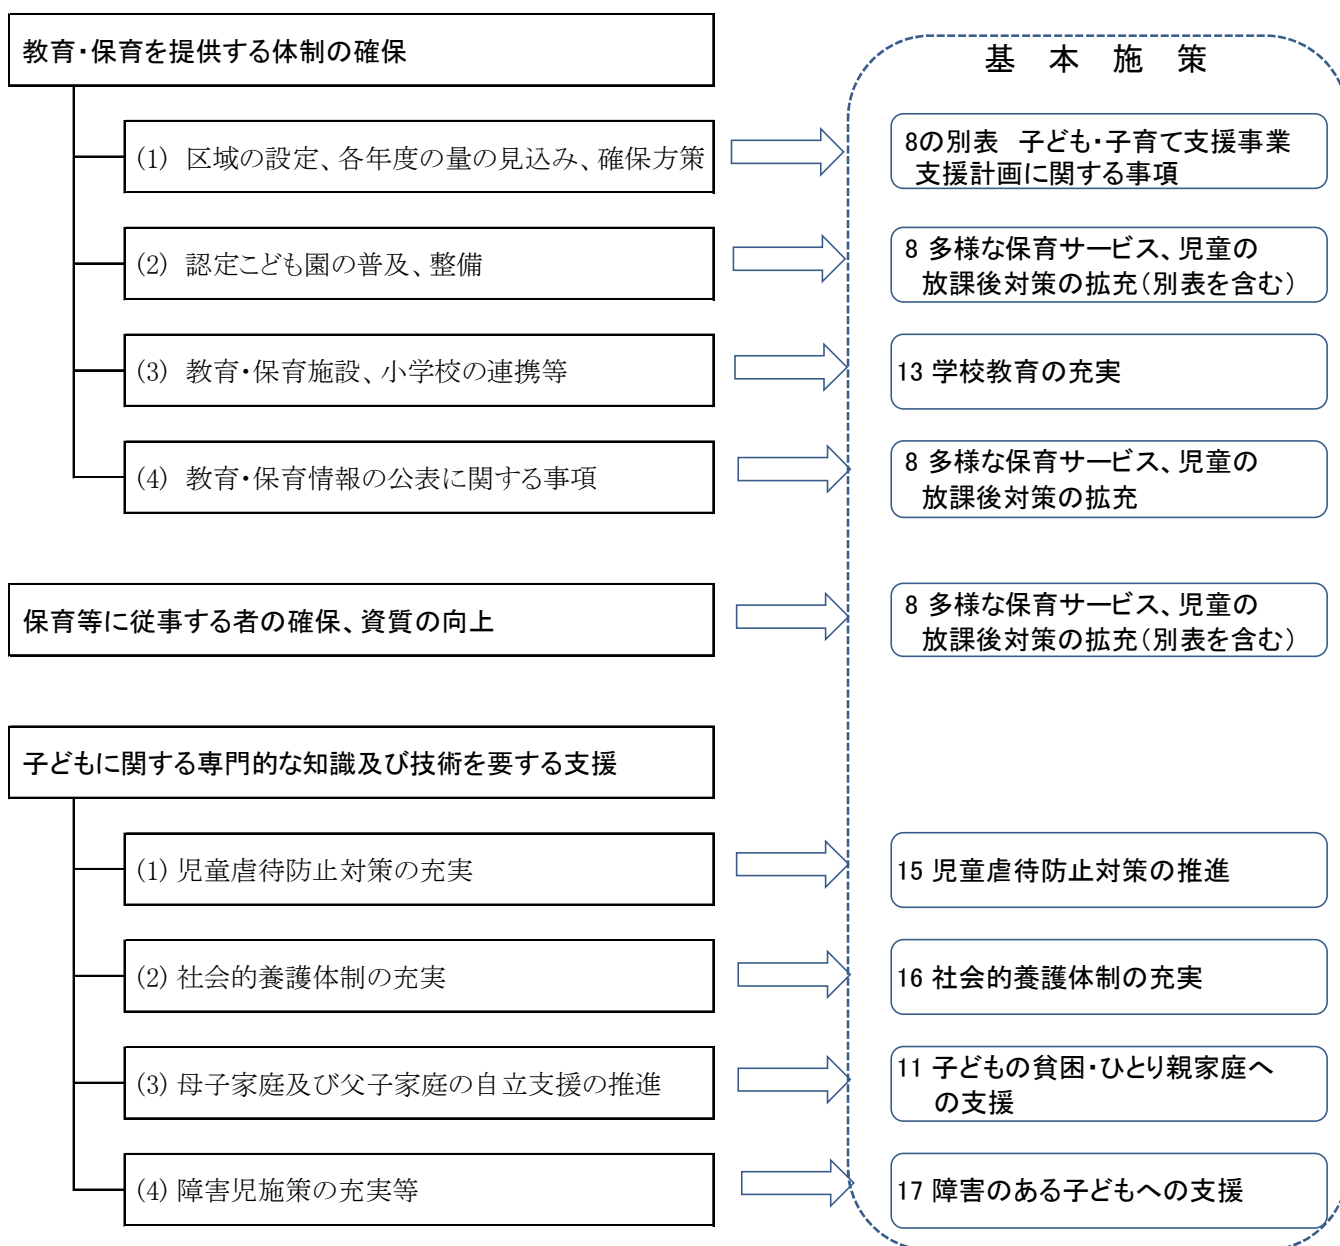 教育・保育を提供する体制の確保
基 本 施 策
(1) 区域の設定、各年度の量の見込み、確保方策
8の別表 子ども・子育て支援事業
支援計画に関する事項
(2) 認定こども園の普及、整備
8 多様な保育サービス、児童の
放課後対策の拡充(別表を含む)
(3) 教育・保育施設、小学校の連携等
13 学校教育の充実
(4) 教育・保育情報の公表に関する事項
8 多様な保育サービス、児童の
放課後対策の拡充
保育等に従事する者の確保、資質の向上
8 多様な保育サービス、児童の
放課後対策の拡充(別表を含む)
子どもに関する専門的な知識及び技術を要する支援
(1) 児童虐待防止対策の充実
15 児童虐待防止対策の推進
(2) 社会的養護体制の充実
16 社会的養護体制の充実
(3) 母子家庭及び父子家庭の自立支援の推進
11 子どもの貧困・ひとり親家庭へ
の支援
(4) 障害児施策の充実等
17 障害のある子どもへの支援